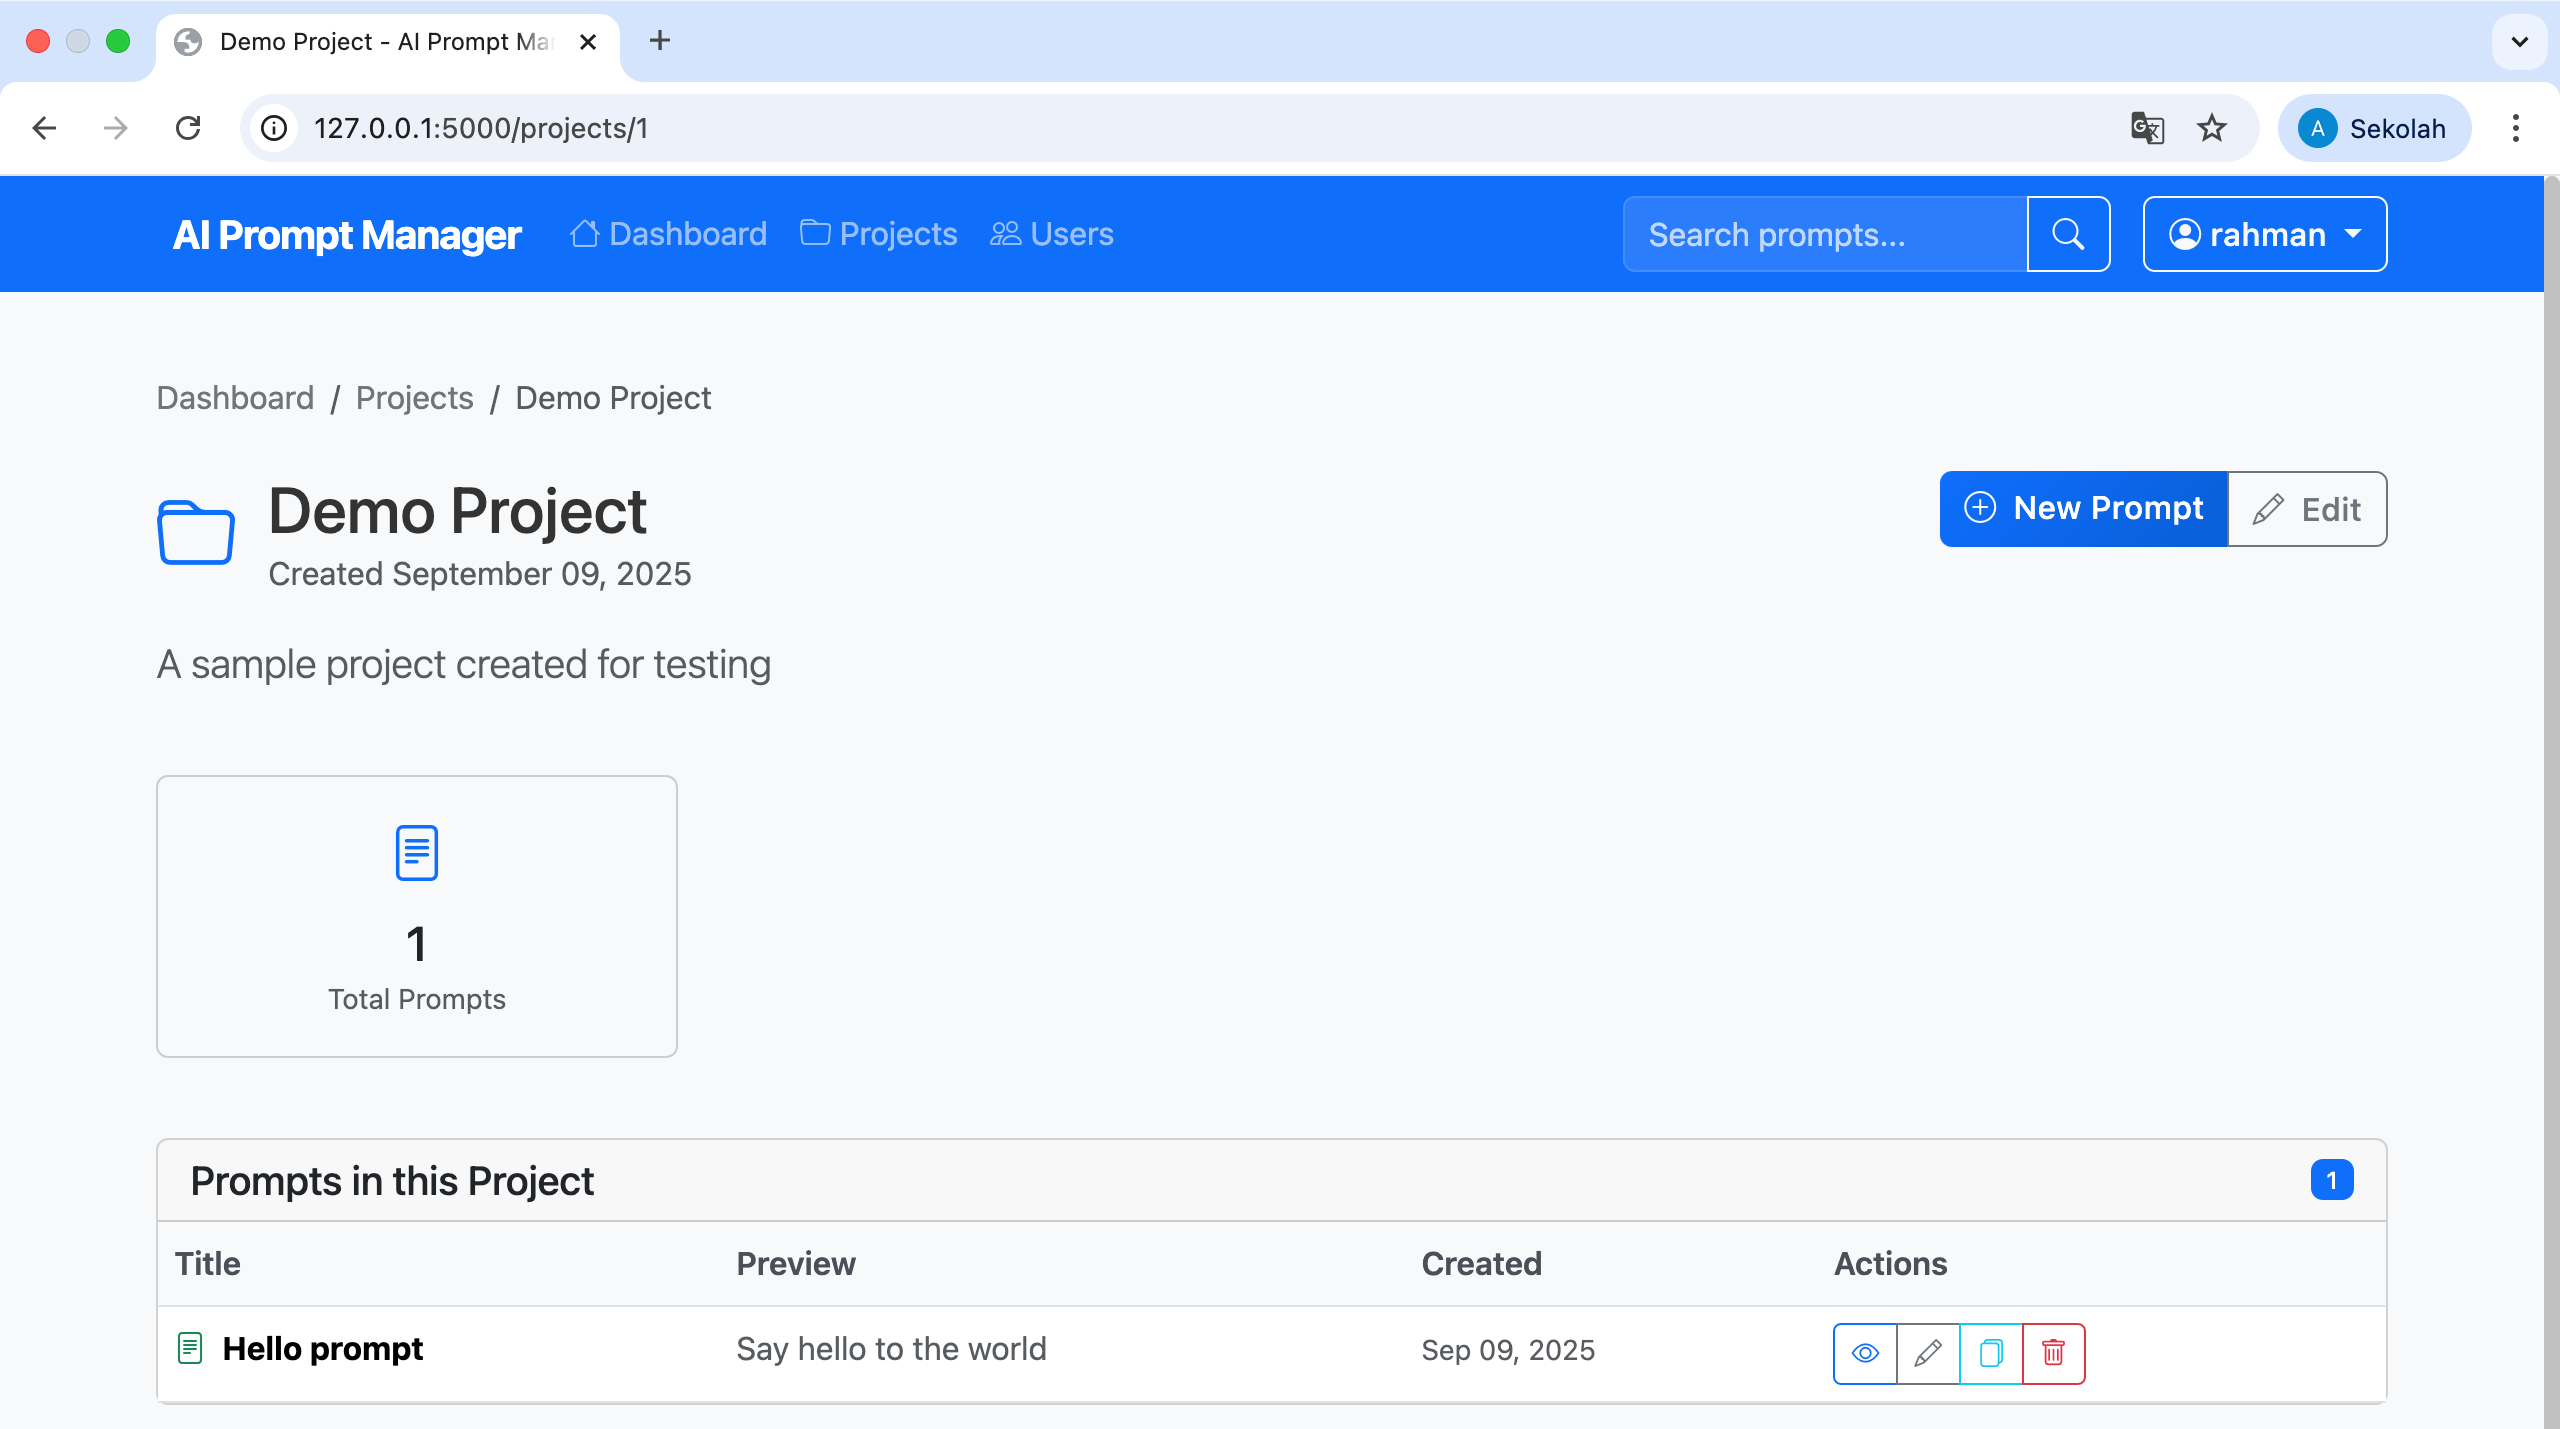 Demo Project - AI Prompt Ma
127.0.0.1:5000/projects/1
A Sekolah
AI Prompt Manager Dashboard Projects Users Search prompts... rahman
Dashboard / Projects / Demo Project
Demo Project
Created September 09, 2025
New Prompt Edit
A sample project created for testing
1
Total Prompts
Prompts in this Project 1
Title Preview Created Actions
Hello prompt Say hello to the world Sep 09, 2025